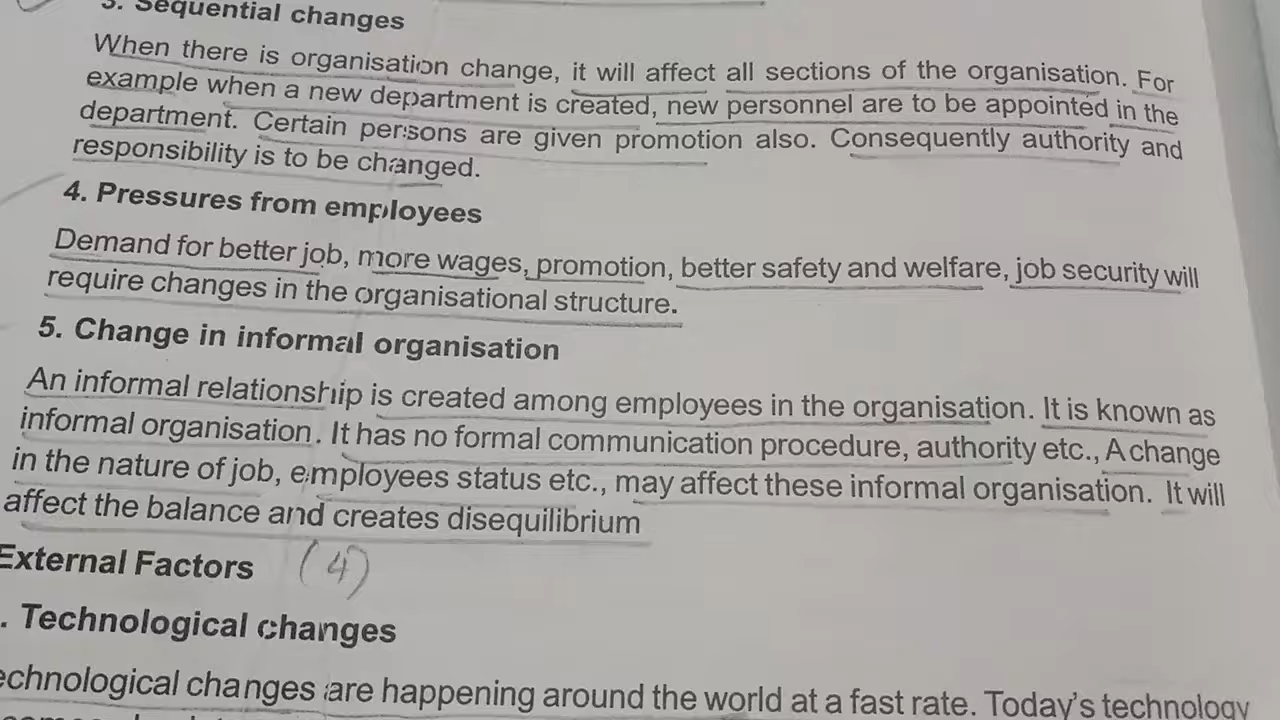 3. Sequential changes
When there is organisation change, it will affect all sections of the organisation. For
example when a new department is created, new personnel are to be appointed in the
department. Certain persons are given promotion also. Consequently authority and
responsibility is to be changed.
4. Pressures from employees
Demand for better job, more wages, promotion, better safety and welfare, job security will
require changes in the organisational structure.
5. Change in informal organisation
An informal relationship is created among employees in the organisation. It is known as
informal organisation. It has no formal communication procedure, authority etc., A change
in the nature of job, employees status etc., may affect these informal organisation. It will
affect the balance and creates disequilibrium
External Factors (4)
. Technological changes
echnological changes are happening around the world at a fast rate. Today's technology